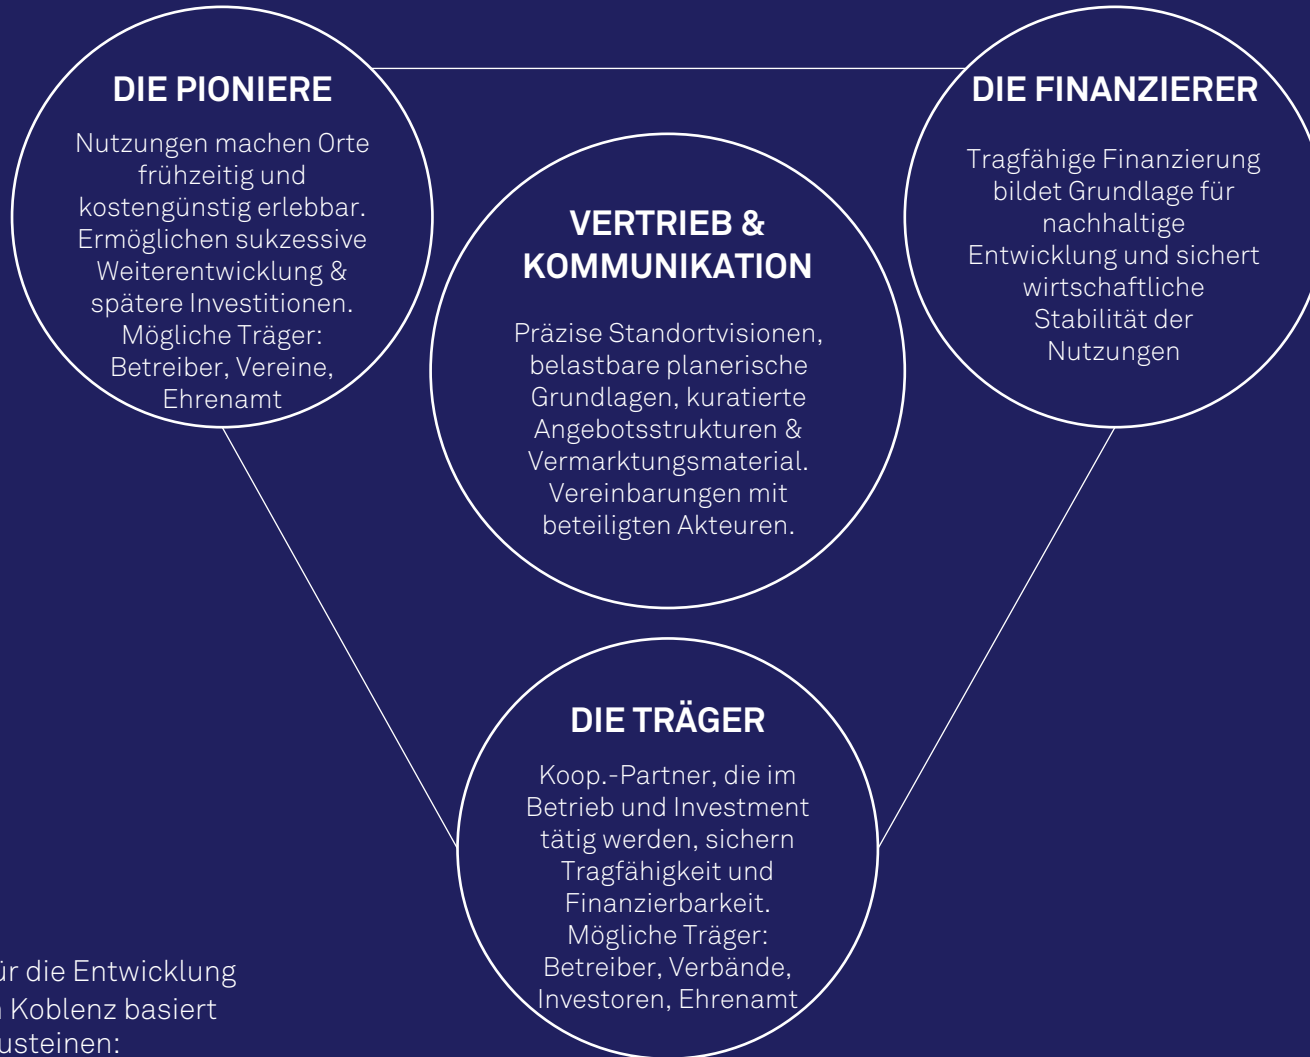 DIE PIONIERE
Nutzungen machen Orte
frühzeitig und
kostengünstig erlebbar.
Ermöglichen sukzessive
Weiterentwicklung &
spätere Investitionen.
Mögliche Träger:
Betreiber, Vereine,
Ehrenamt
VERTRIEB &
KOMMUNIKATION
Präzise Standortvisionen,
belastbare planerische
Grundlagen, kuratierte
Angebotsstrukturen &
Vermarktungsmaterial.
Vereinbarungen mit
beteiligten Akteuren.
DIE FINANZIERER
Tragfähige Finanzierung
bildet Grundlage für
nachhaltige
Entwicklung und sichert
wirtschaftliche
Stabilität der
Nutzungen
DIE TRÄGER
Koop.-Partner, die im
Betrieb und Investment
tätig werden, sichern
Tragfähigkeit und
Finanzierbarkeit.
Mögliche Träger:
Betreiber, Verbände,
Investoren, Ehrenamt
die Entwicklung
Koblenz basiert